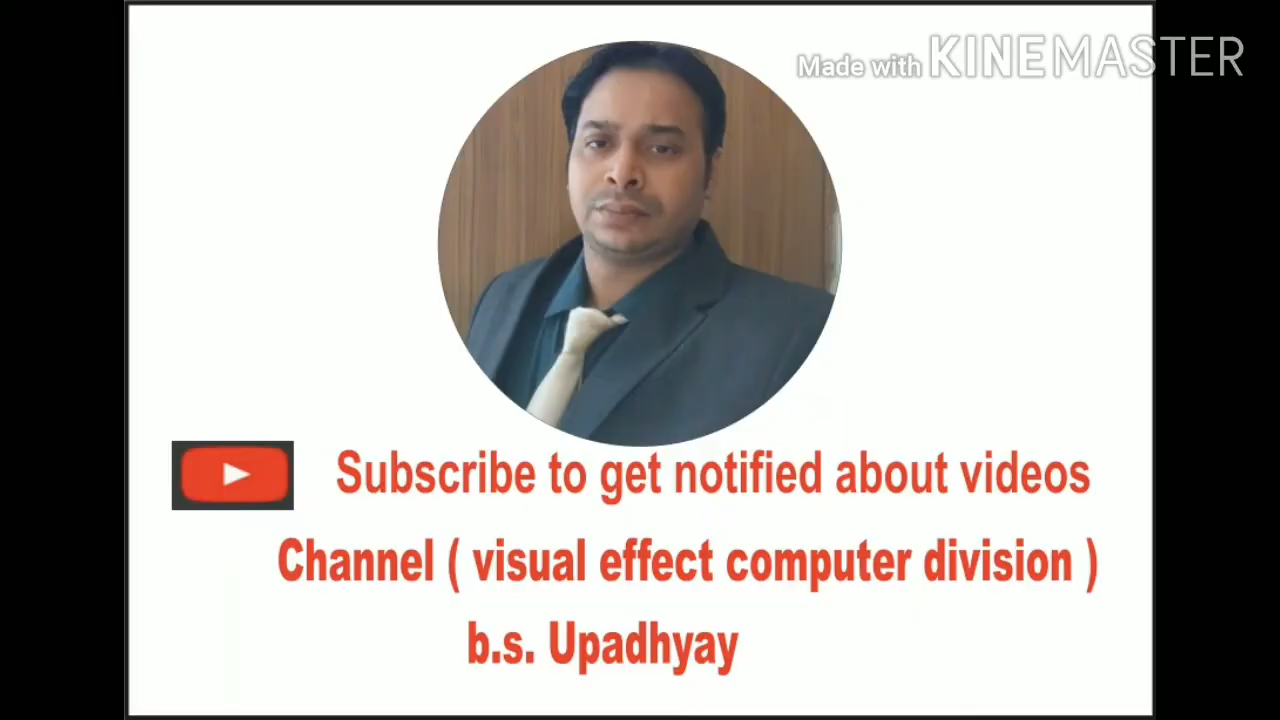 Made with KINEMASTER
Subscribe to get notified about videos
Channel ( visual effect computer division )
b.s. Upadhyay